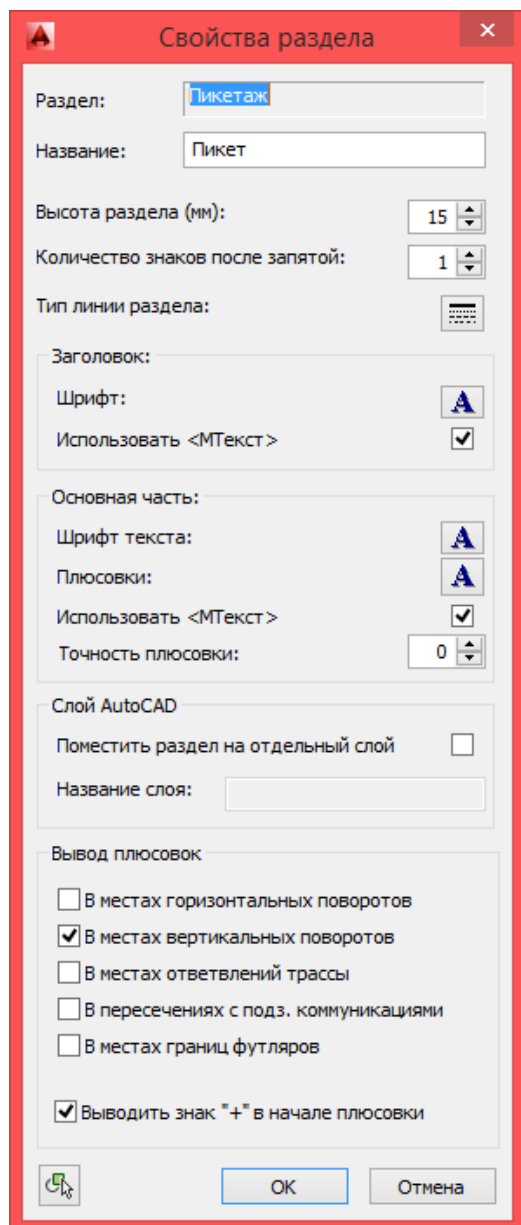 Свойства раздела
Раздел: Пикетаж
Название: Пикет
Высота раздела (мм): 15
Количество знаков после запятой: 1
Тип линии раздела:
Заголовок:
Шрифт: A
Использовать <МТекст>
Основная часть:
Шрифт текста: A
Плюсовки: A
Использовать <МТекст>
Точность плюсовки: 0
Слой AutoCAD
Поместить раздел на отдельный слой
Название слоя:
Вывод плюсовок
В местах горизонтальных поворотов
В местах вертикальных поворотов
В местах ответвлений трассы
В пересечениях с подз. коммуникациями
В местах границ футляров
Выводить знак "+" в начале плюсовки
ОК Отмена